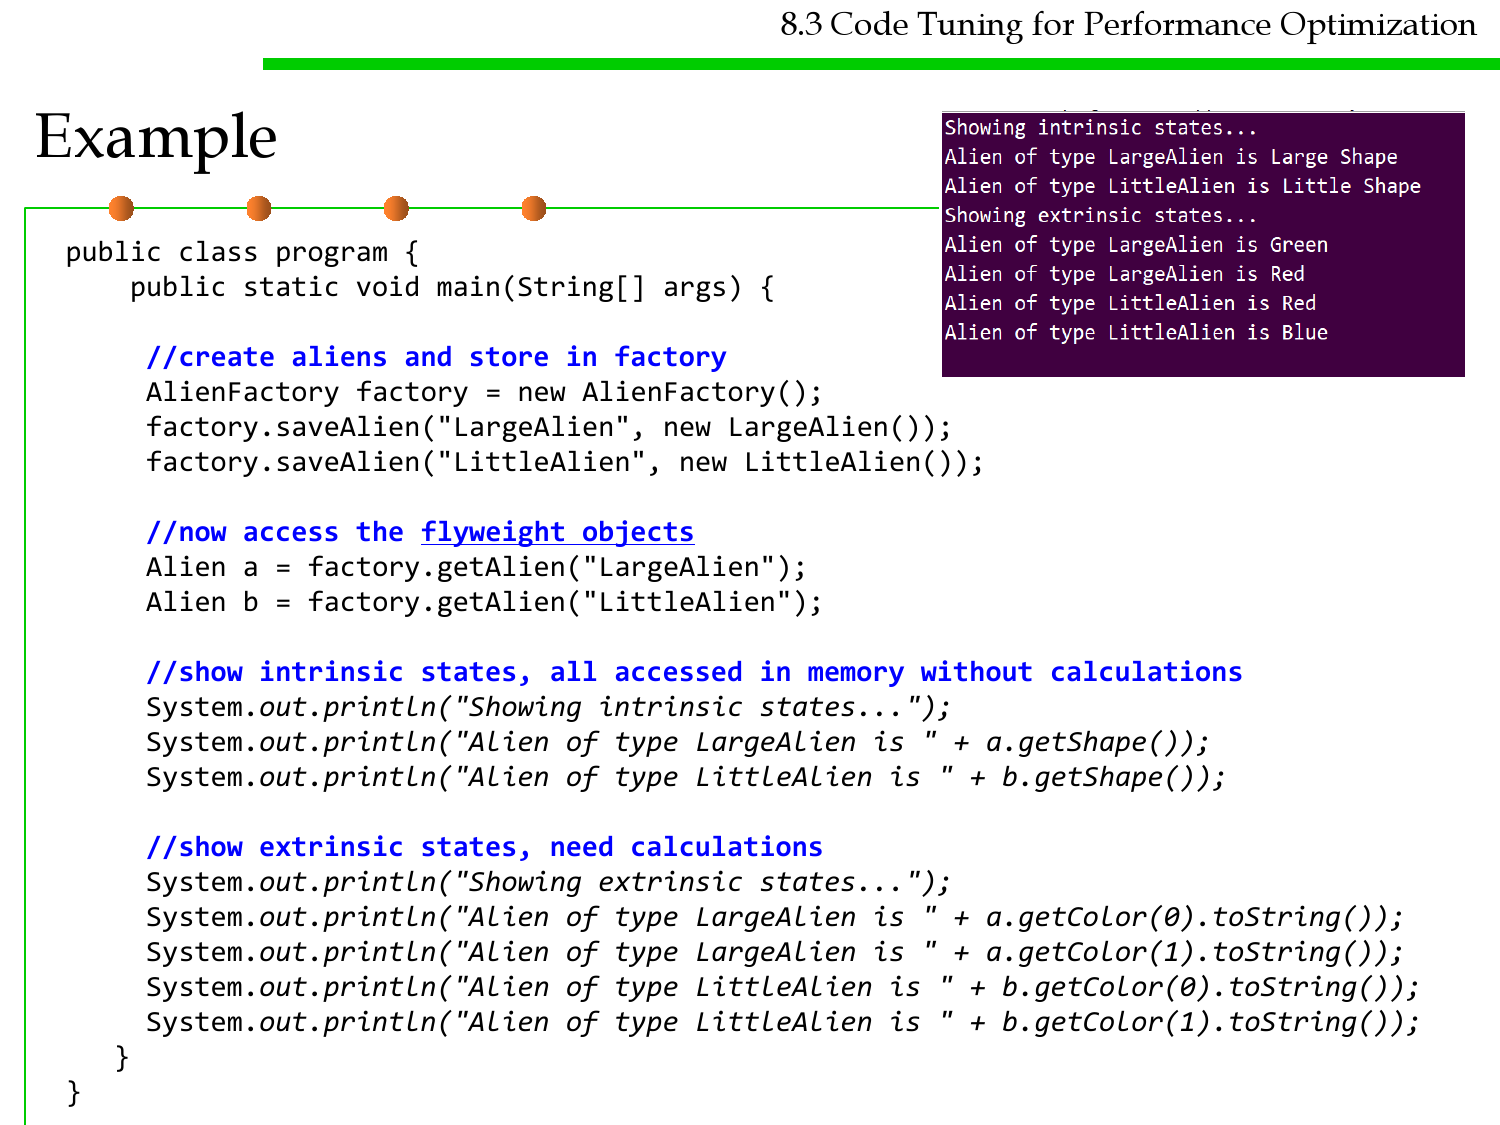 8.3 Code Tuning for Performance Optimization
Example
Showing intrinsic states...
Alien of type LargeAlien is Large Shape
Alien of type LittleAlien is Little Shape
Showing extrinsic states...
Alien of type LargeAlien is Green
Alien of type LargeAlien is Red
Alien of type LittleAlien is Red
Alien of type LittleAlien is Blue
public class program {
public static void main(String[] args) {
//create aliens and store in factory
AlienFactory factory = new AlienFactory();
factory.saveAlien("LargeAlien", new LargeAlien());
factory.saveAlien("LittleAlien", new LittleAlien());
//now access the flyweight objects
Alien a = factory.getAlien("LargeAlien");
Alien b = factory.getAlien("LittleAlien");
//show intrinsic states, all accessed in memory without calculations
System.out.println("Showing intrinsic states...");
System.out.println("Alien of type LargeAlien is " + a.getShape());
System.out.println("Alien of type LittleAlien is " + b.getShape());
//show extrinsic states, need calculations
System.out.println("Showing extrinsic states...");
System.out.println("Alien of type LargeAlien is " + a.getColor(0).toString());
System.out.println("Alien of type LargeAlien is " + a.getColor(1).toString());
System.out.println("Alien of type LittleAlien is " + b.getColor(0).toString());
System.out.println("Alien of type LittleAlien is " + b.getColor(1).toString());
}
}